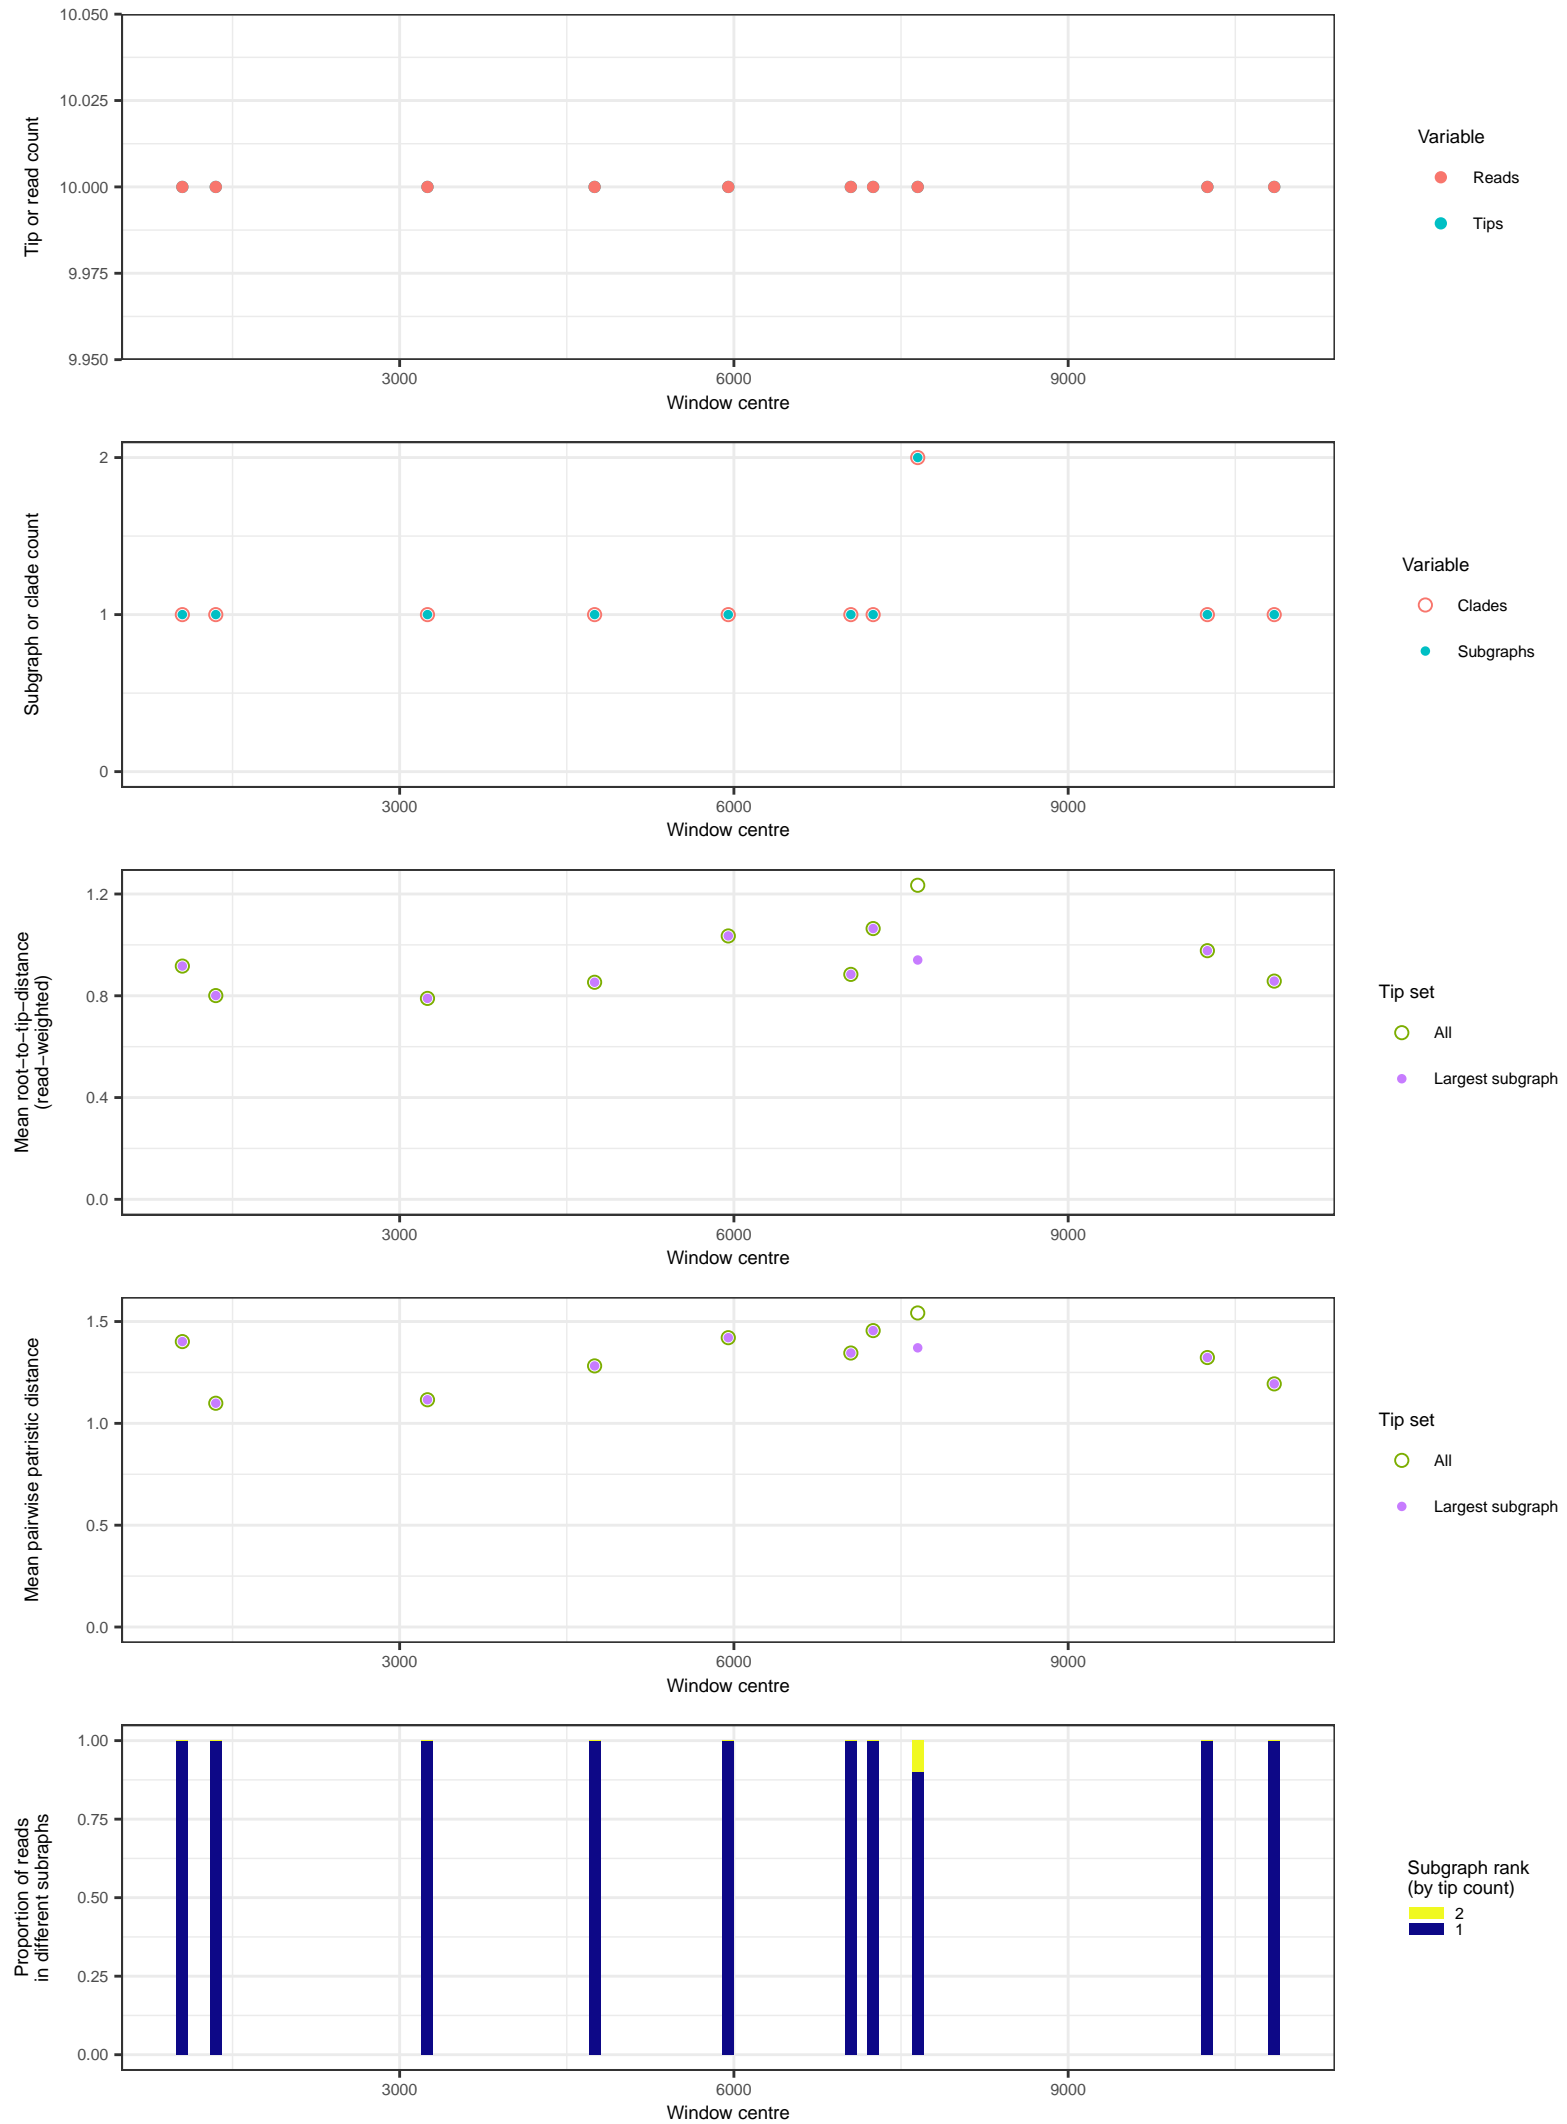 10.050
10.025
10.000
9.975
9.950
Tip or read count
3000
6000
9000
Window centre
Variable
Reads
Tips
2
1
0
Subgraph or clade count
3000
6000
9000
Window centre
Variable
Clades
Subgraphs
1.2
0.8
0.4
0.0
Mean root−to−tip−distance
(read−weighted)
3000
6000
9000
Window centre
Tip set
All
Largest subgraph
1.5
1.0
0.5
0.0
Mean pairwise patristic distance
3000
6000
9000
Window centre
Tip set
All
Largest subgraph
1.00
0.75
0.50
0.25
0.00
Proportion of reads
in different subraphs
3000
6000
9000
Window centre
Subgraph rank
(by tip count)
2
1